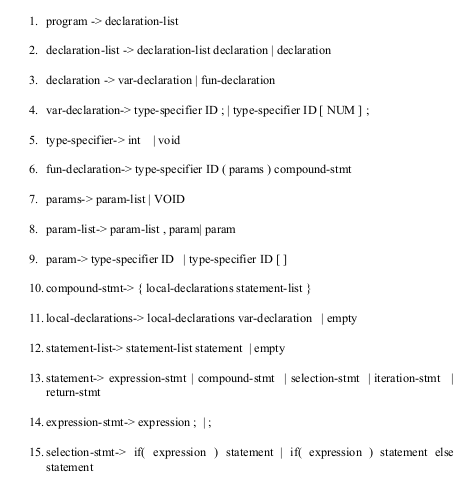 1. program -> declaration-list
2. declaration-list -> declaration-list declaration | declaration
3. declaration -> var-declaration | fun-declaration
4. var-declaration-> type-specifier ID ; | type-specifier ID [ NUM ] ;
5. type-specifier-> int | void
6. fun-declaration-> type-specifier ID ( params ) compound-stmt
7. params-> param-list | VOID
8. param-list-> param-list , param| param
9. param-> type-specifier ID | type-specifier ID [ ]
10. compound-stmt-> { local-declarations statement-list }
11. local-declarations-> local-declarations var-declaration | empty
12. statement-list-> statement-list statement | empty
13. statement-> expression-stmt | compound-stmt | selection-stmt | iteration-stmt |
return-stmt
14. expression-stmt-> expression ; | ;
15. selection-stmt-> if( expression ) statement | if( expression ) statement else
statement